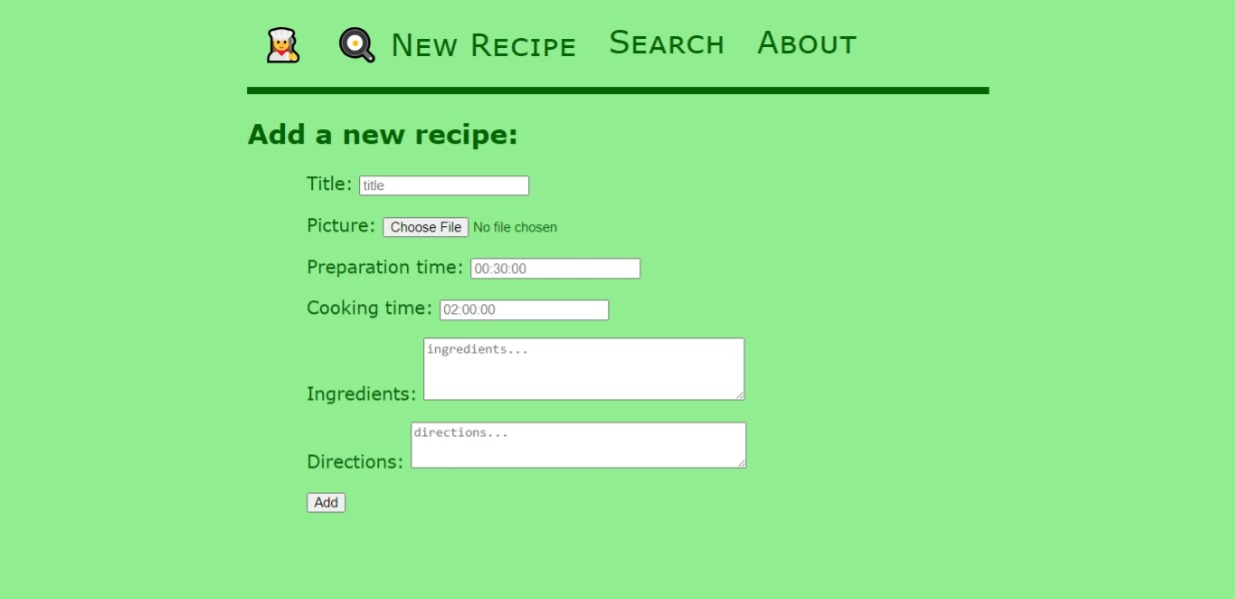 New Recipe Search About
Add a new recipe:
Title: title
Picture: Choose File No file chosen
Preparation time: 00:30:00
Cooking time: 02:00:00
ingredients...
Ingredients:
directions...
Directions:
Add